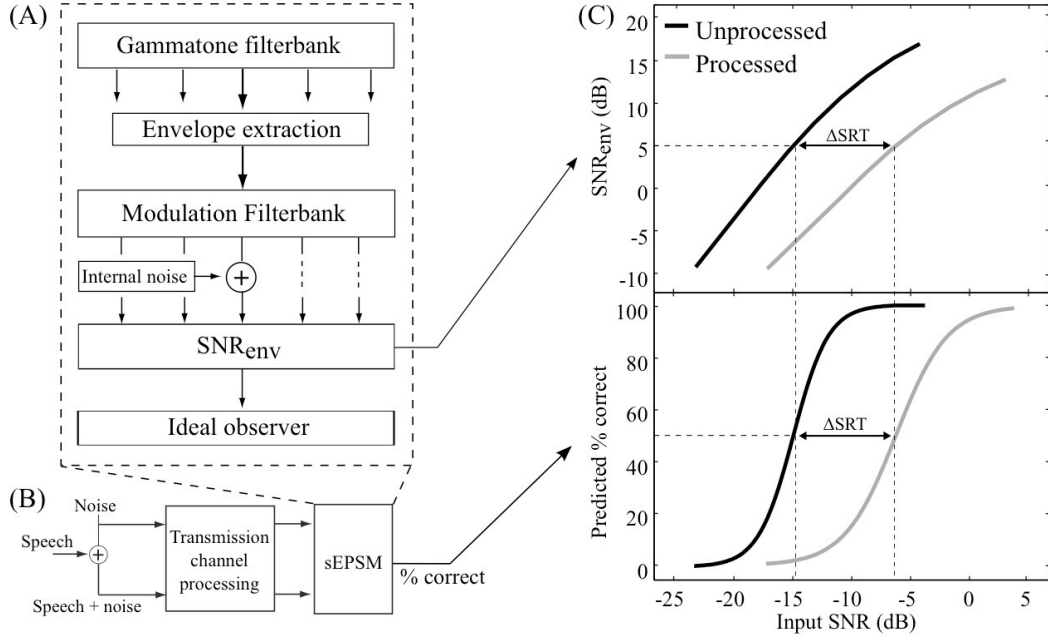 (A)
Gammatone filterbank
Envelope extraction
Modulation Filterbank
Internal noise
+
SNRenv
Ideal observer
(B)
Noise
Speech
+
Speech + noise
Transmission
channel
processing
sEPSM
% correct
(C)
Unprocessed
Processed
SNRenv (dB)
20
15
10
5
0
-5
-10
ΔSRT
Predicted % correct
100
80
60
40
20
0
ΔSRT
-25 -20 -15 -10 -5 0 5
Input SNR (dB)